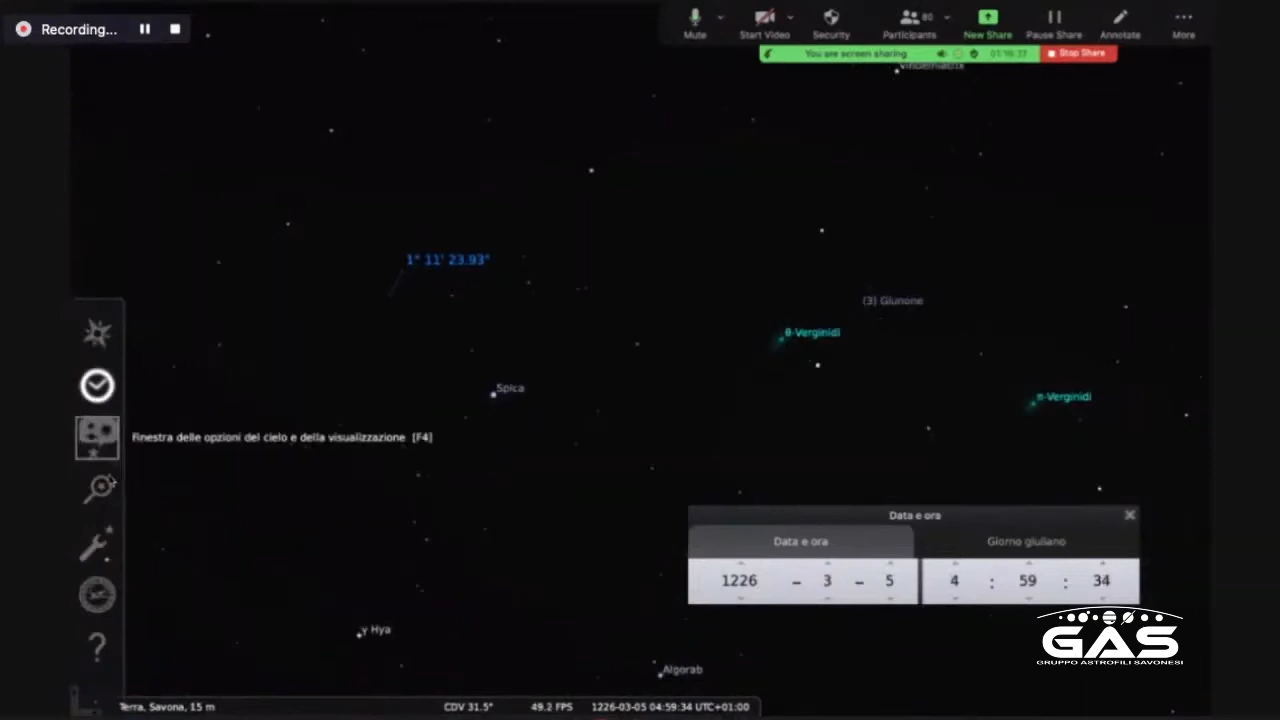 Recording...
Mute
Start Video
Security
Participants
80
New Share
Pause Share
Annotate
More
You are screen sharing
Stop Share
Vindemiatrix
1° 11' 23.93"
(3) Giunone
θ-Verginidi
Spica
π-Verginidi
Finestra delle opzioni del cielo e della visualizzazione [F4]
Data e ora
Data e ora
Giorno giuliano
1226 - 3 - 5 4 : 59 : 34
γ Hya
GAS
GRUPPO ASTROFILI SAVONESI
Algorab
Terra, Savona, 15 m CDV 31.5° 49.2 FPS 1226-03-05 04:59:34 UTC+01:00